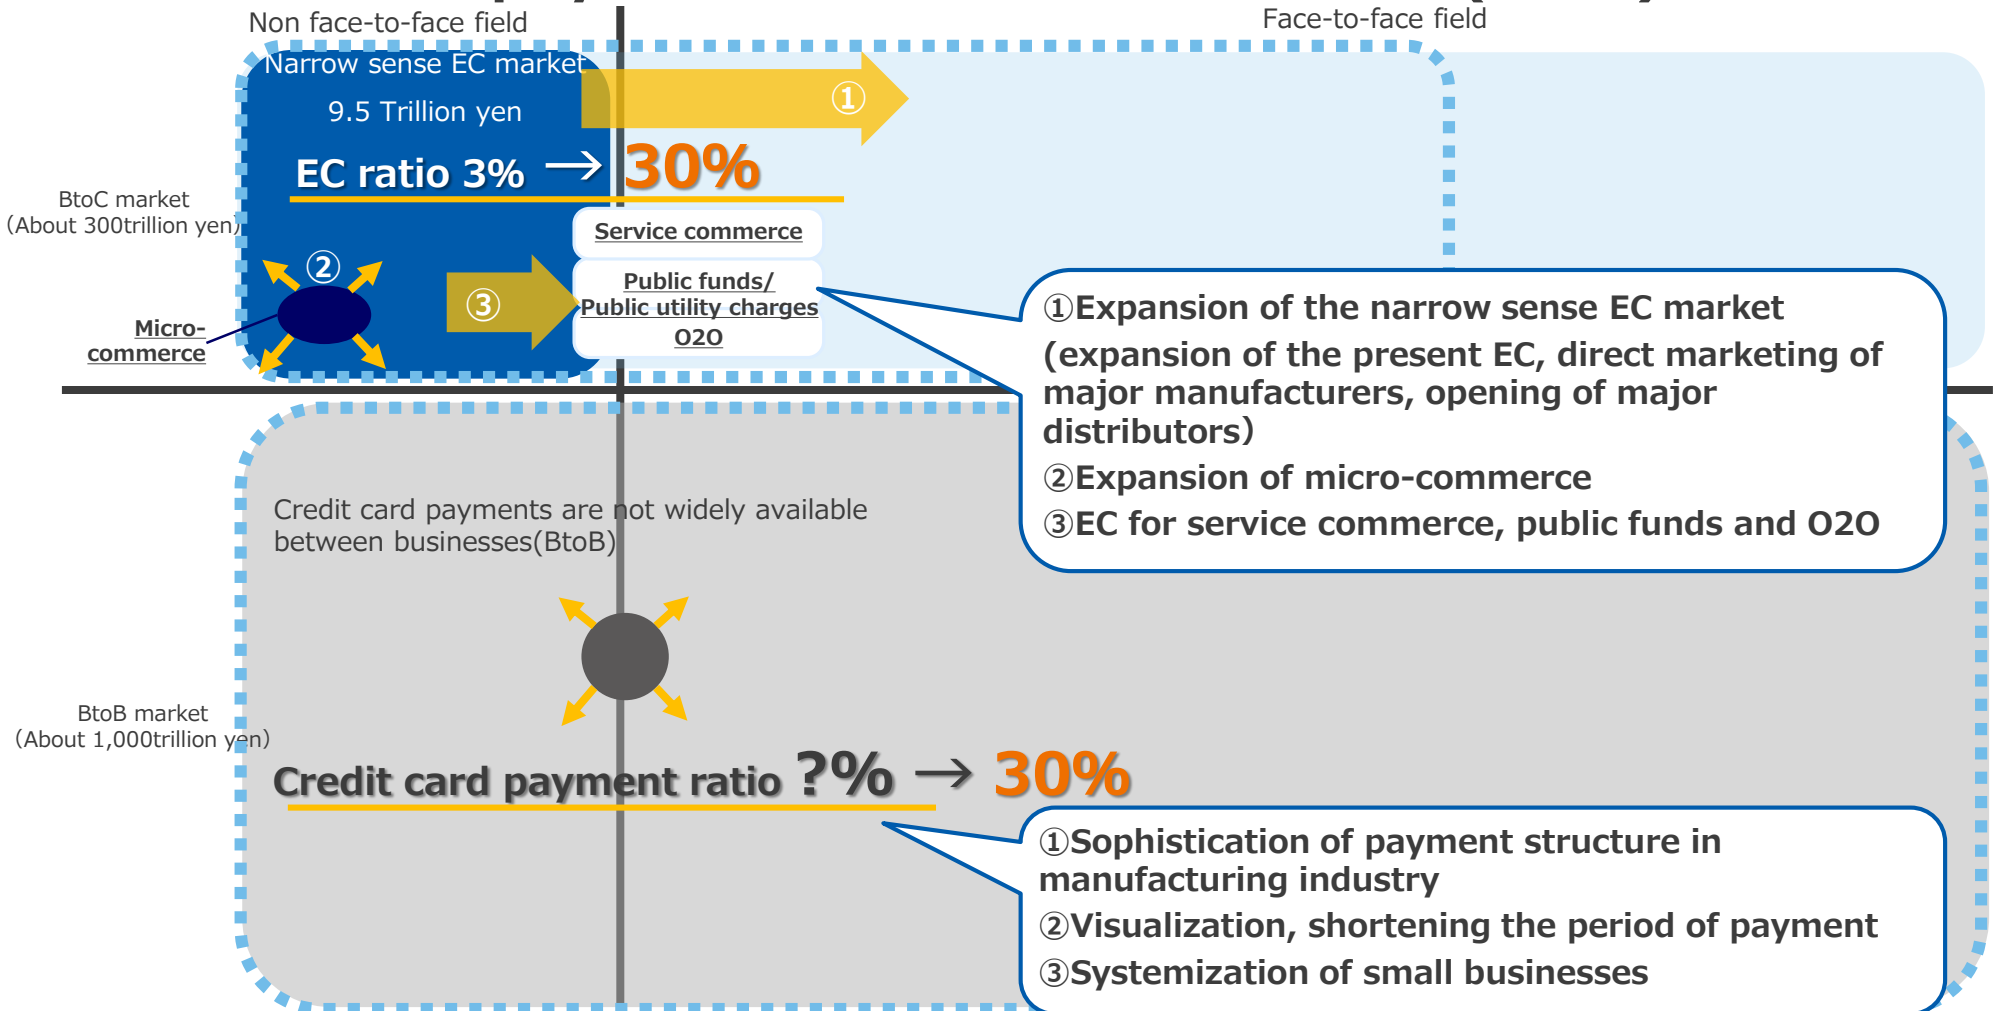 Non face-to-face field
Face-to-face field
Narrow sense EC market
9.5 Trillion yen
①
EC ratio 3% → 30%
BtoC market
（About 300trillion yen）
Service commerce
②
Public funds/
Public utility charges
③
O2O
Micro-
commerce
①Expansion of the narrow sense EC market
(expansion of the present EC, direct marketing of
major manufacturers, opening of major
distributors）
②Expansion of micro-commerce
③EC for service commerce, public funds and O2O
Credit card payments are not widely available
between businesses(BtoB)
BtoB market
（About 1,000trillion yen）
Credit card payment ratio ?% → 30%
①Sophistication of payment structure in
manufacturing industry
②Visualization, shortening the period of payment
③Systemization of small businesses